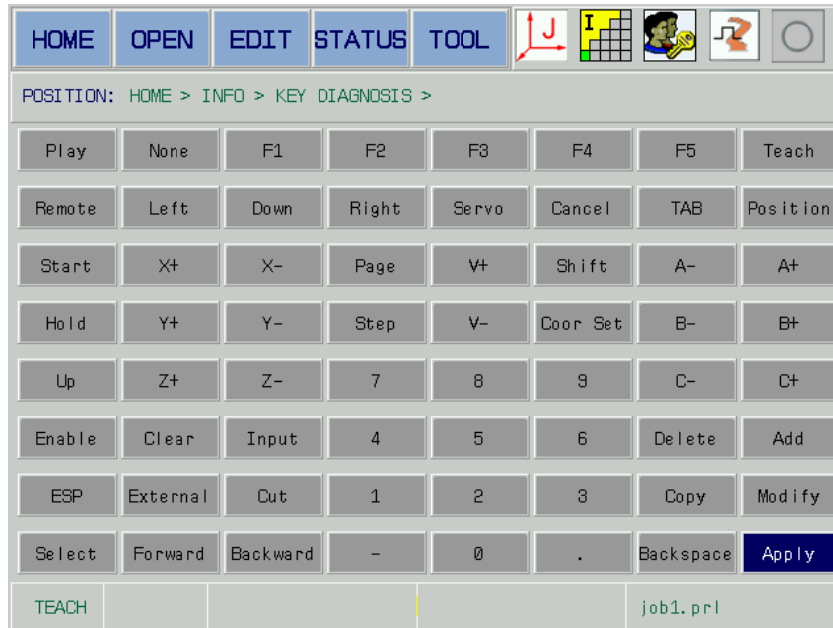 HOME OPEN EDIT STATUS TOOL J I
POSITION: HOME > INFO > KEY DIAGNOSIS >
Play None F1 F2 F3 F4 F5 Teach
Remote Left Down Right Servo Cancel TAB Position
Start X+ X- Page V+ Shift A- A+
Hold Y+ Y- Step V- Coor Set B- B+
Up Z+ Z- 7 8 9 C- C+
Enable Clear Input 4 5 6 Delete Add
ESP External Cut 1 2 3 Copy Modify
Select Forward Backward - 0 . Backspace Apply
TEACH job1.prl